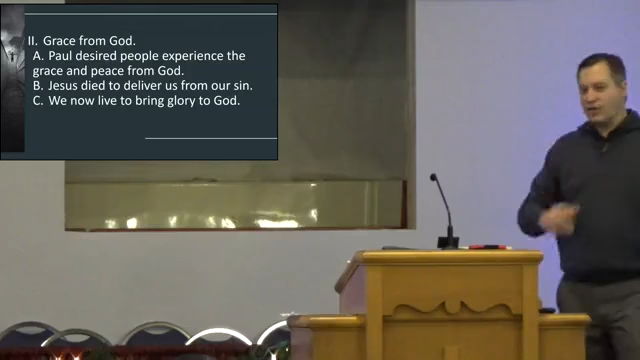 II. Grace from God.
A. Paul desired people experience the
grace and peace from God.
B. Jesus died to deliver us from our sin.
C. We now live to bring glory to God.